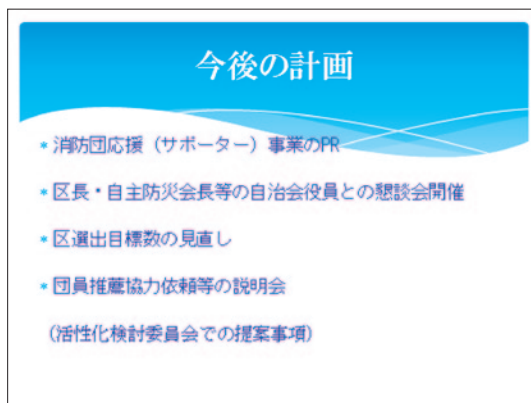 今後の計画
* 消防団応援（サポーター）事業のPR
* 区長・自主防災会長等の自治会役員との懇談会開催
* 区選出目標数の見直し
* 団員推薦協力依頼等の説明会
（活性化検討委員会での提案事項）